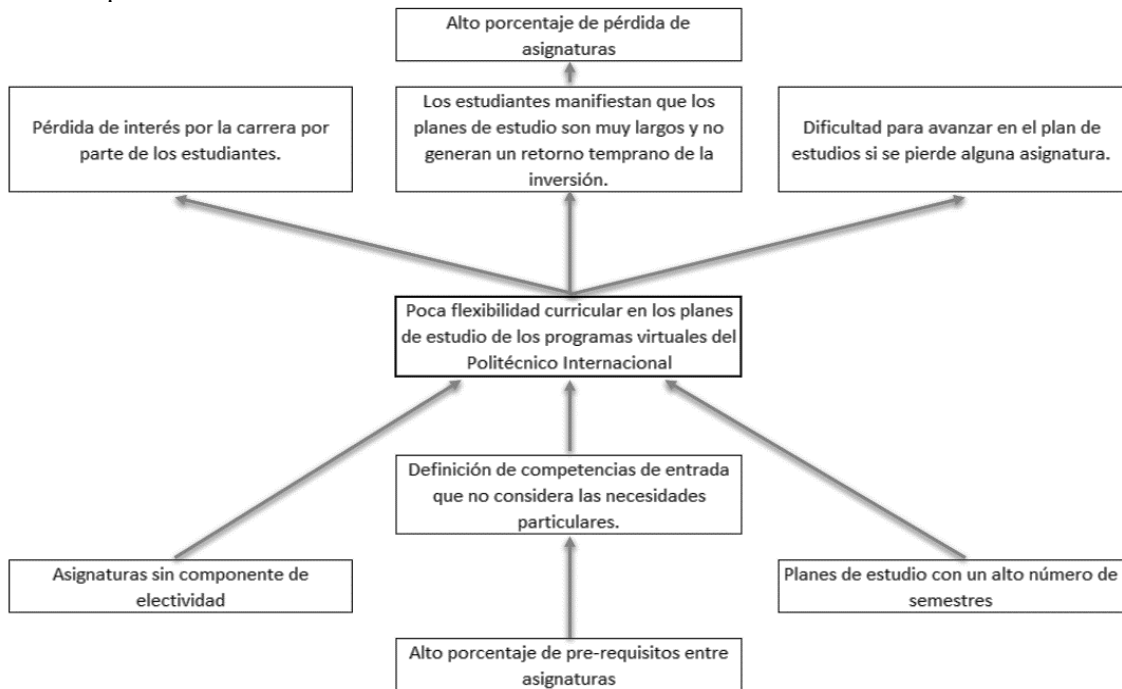 Alto porcentaje de pérdida de
asignaturas
Pérdida de interés por la carrera por
parte de los estudiantes.
Los estudiantes manifiestan que los
planes de estudio son muy largos y no
generan un retorno temprano de la
inversión.
Dificultad para avanzar en el plan de
estudios si se pierde alguna asignatura.
Poca flexibilidad curricular en los planes
de estudio de los programas virtuales del
Politécnico Internacional
Definición de competencias de entrada
que no considera las necesidades
particulares.
Asignaturas sin componente de
electividad
Planes de estudio con un alto número de
semestres
Alto porcentaje de pre-requisitos entre
asignaturas